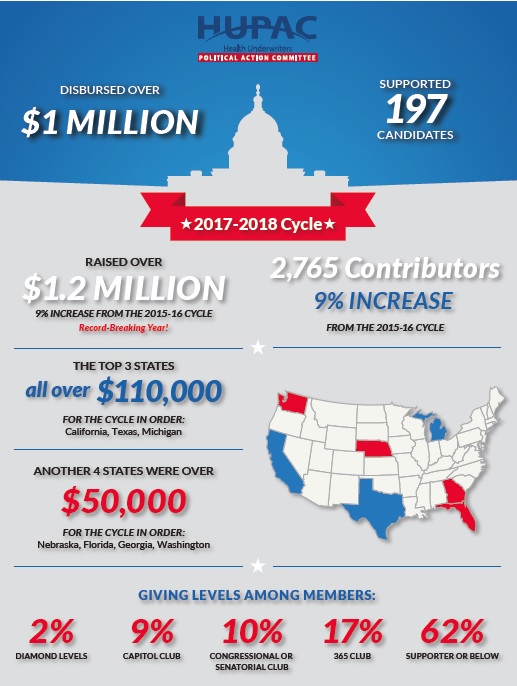 HUPAC
Health Underwriters
POLITICAL ACTION COMMITTEE
DISBURSED OVER
$1 MILLION
SUPPORTED
197
CANDIDATES
★2017-2018 Cycle★
RAISED OVER
$1.2 MILLION
9% INCREASE FROM THE 2015-16 CYCLE
Record-Breaking Year!
2,765 Contributors
9% INCREASE
FROM THE 2015-16 CYCLE
THE TOP 3 STATES
all over $110,000
FOR THE CYCLE IN ORDER:
California, Texas, Michigan
ANOTHER 4 STATES WERE OVER
$50,000
FOR THE CYCLE IN ORDER:
Nebraska, Florida, Georgia, Washington
GIVING LEVELS AMONG MEMBERS:
2%
DIAMOND LEVELS
9%
CAPITOL CLUB
10%
CONGRESSIONAL OR
SENATORIAL CLUB
17%
365 CLUB
62%
SUPPORTER OR BELOW